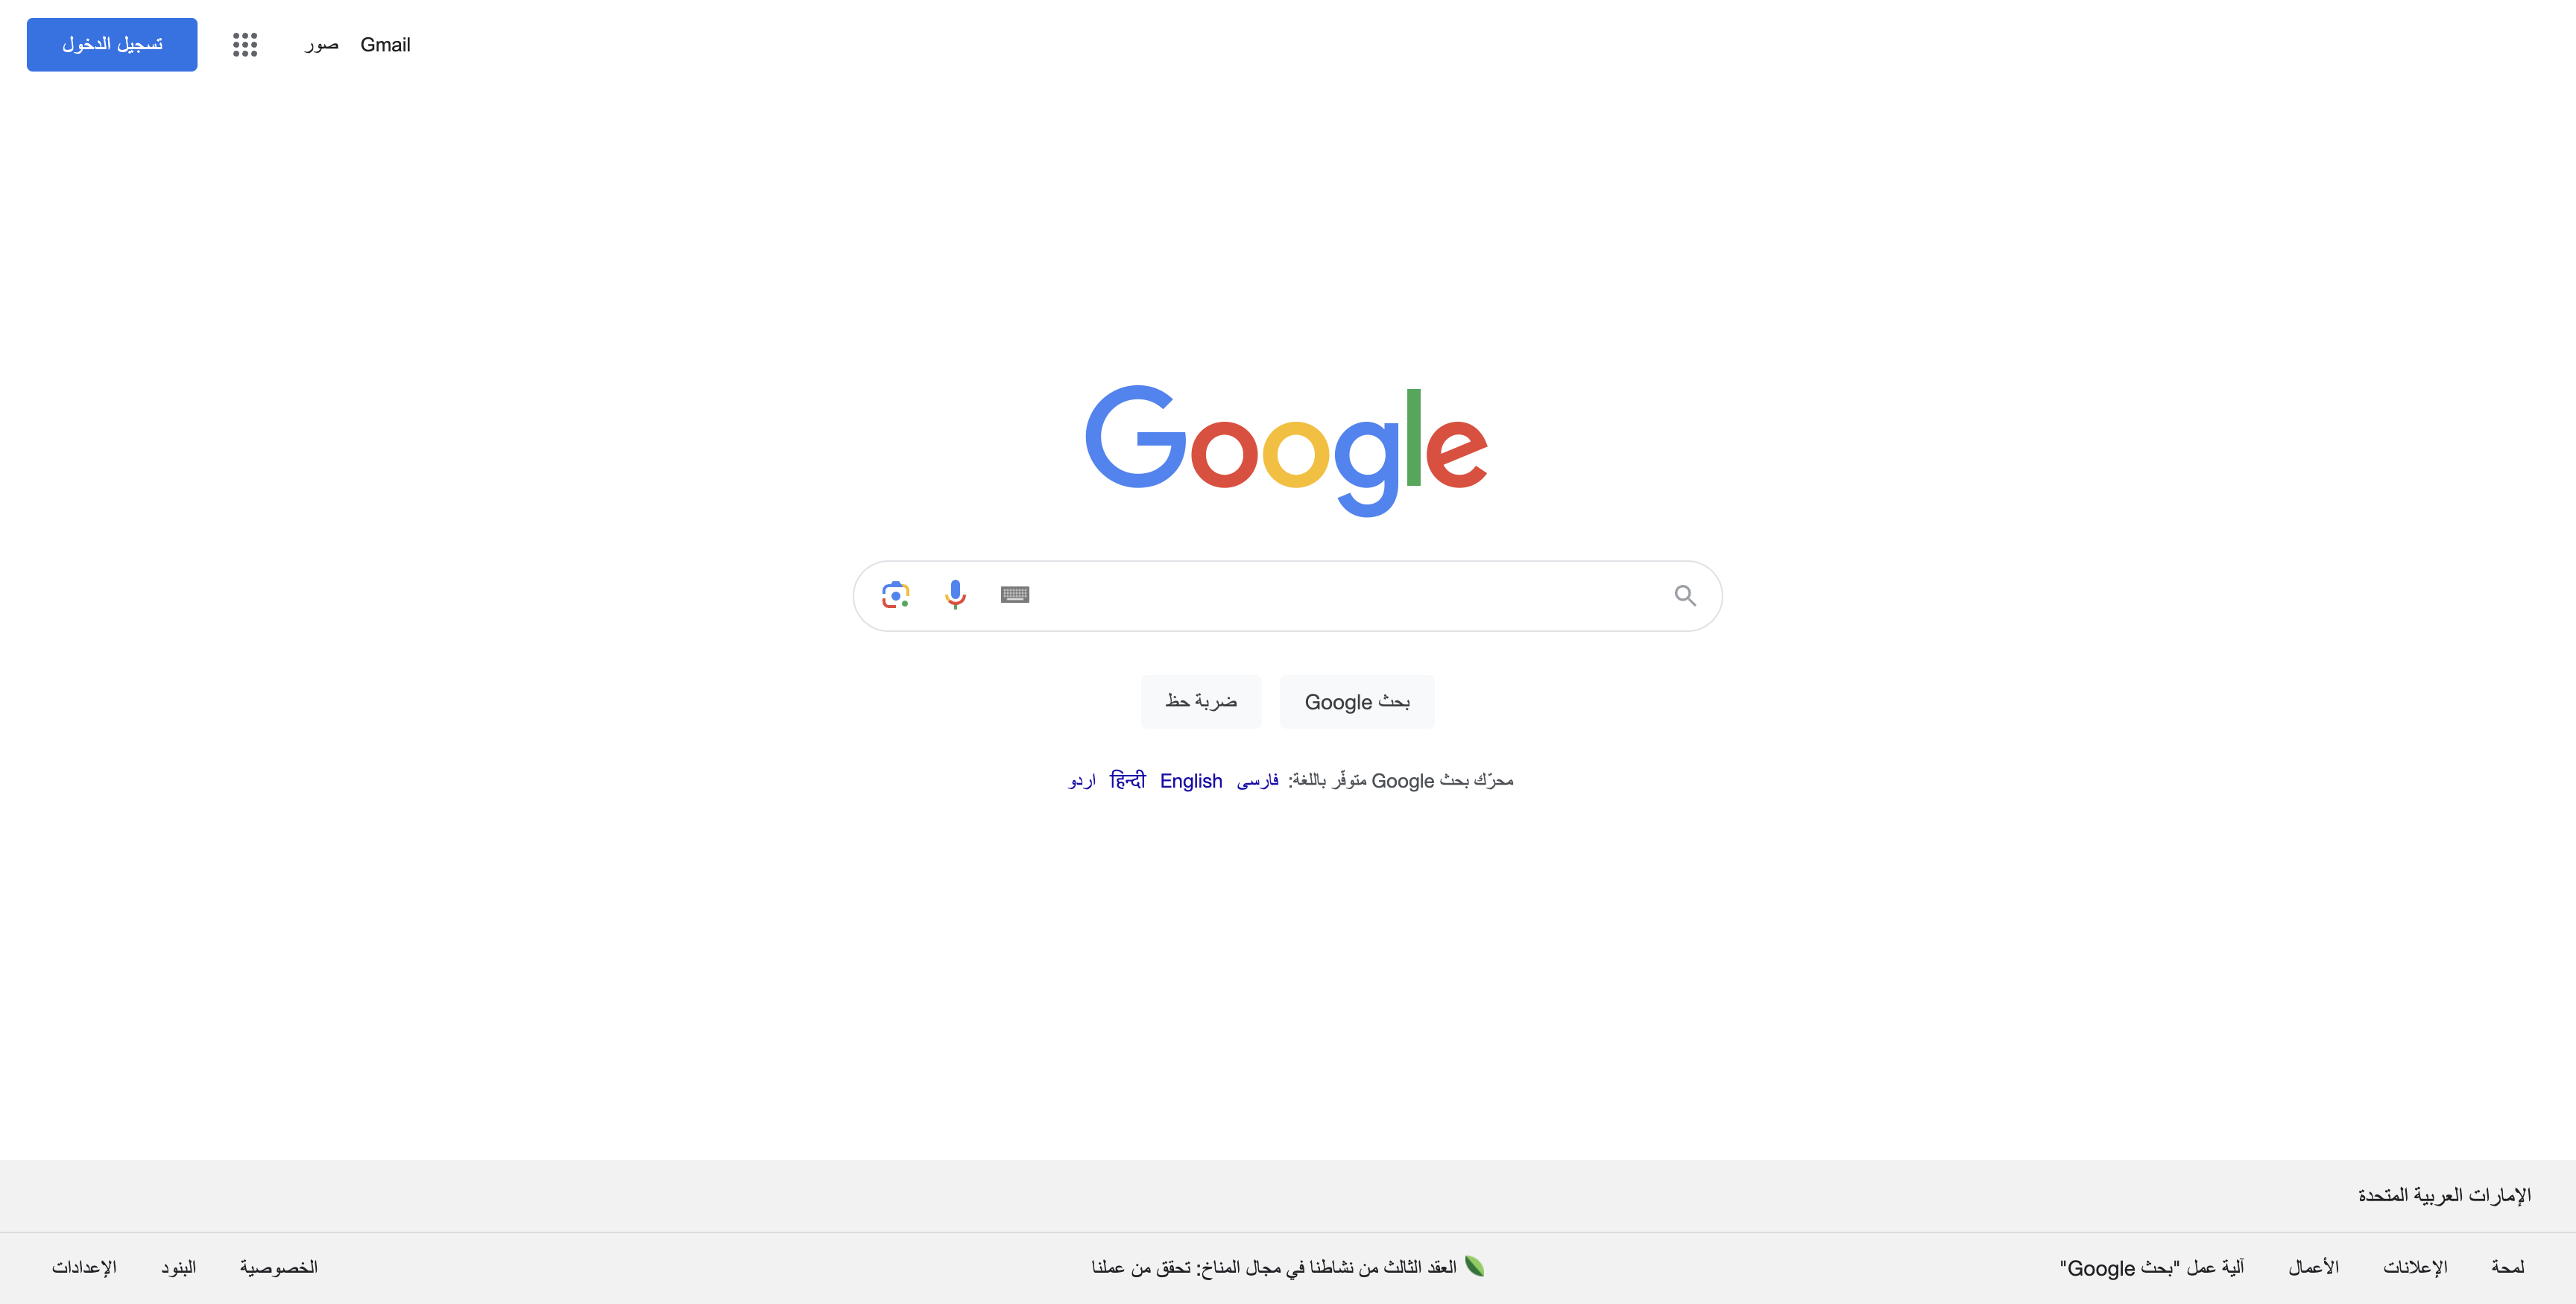 Gmail صور تسجيل الدخول
Google
بحث Google ضربة حظ
محرّك بحث Google متوفّر باللغة: فارسی English हिन्दी اردو
الإمارات العربية المتحدة
لمحة الإعلانات الأعمال آلية عمل "بحث Google"
العقد الثالث من نشاطنا في مجال المناخ: تحقق من عملنا
الخصوصية البنود الإعدادات